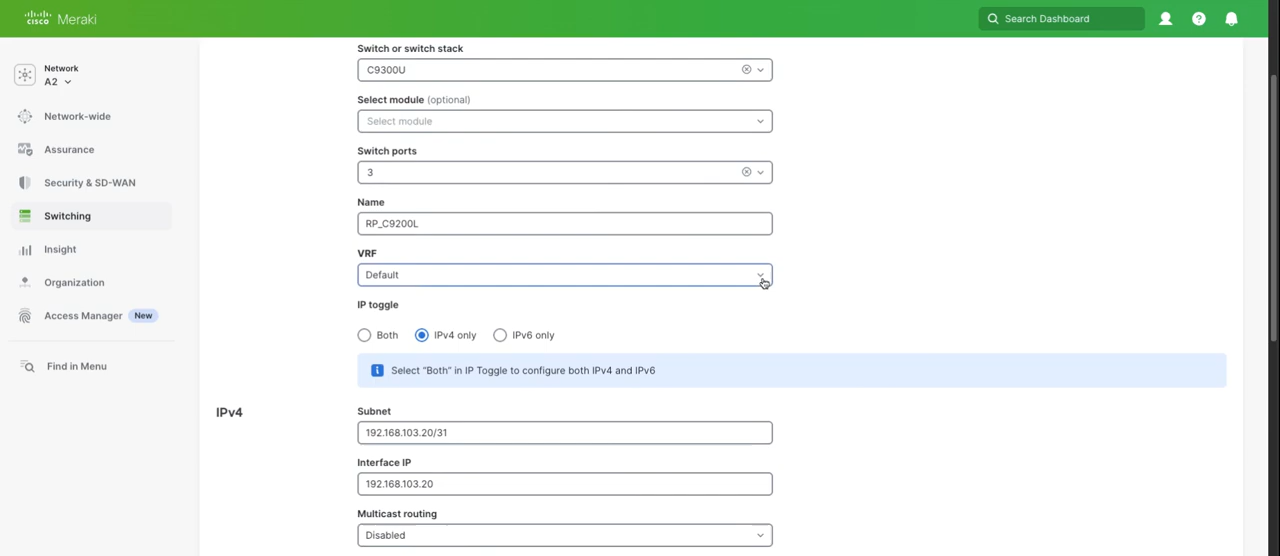 CISCO Meraki
Search Dashboard
Network
A2
Network-wide
Assurance
Security & SD-WAN
Switching
Insight
Organization
Access Manager New
Find in Menu
Switch or switch stack
C9300U
Select module (optional)
Select module
Switch ports
3
Name
RP_C9200L
VRF
Default
IP toggle
Both IPv4 only IPv6 only
Select "Both" in IP Toggle to configure both IPv4 and IPv6
IPv4
Subnet
192.168.103.20/31
Interface IP
192.168.103.20
Multicast routing
Disabled